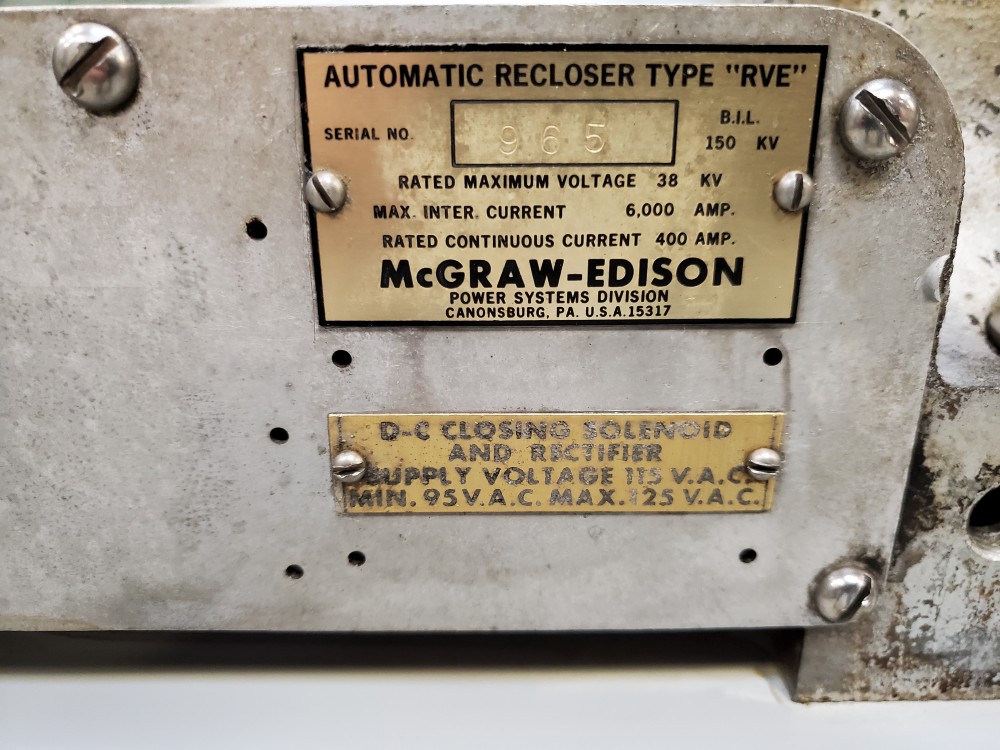 AUTOMATIC RECLOSER TYPE "RVE"
SERIAL NO. 965
B.I.L.
150 KV
RATED MAXIMUM VOLTAGE 38 KV
MAX. INTER. CURRENT 6,000 AMP.
RATED CONTINUOUS CURRENT 400 AMP.
McGRAW-EDISON
POWER SYSTEMS DIVISION
CANONSBURG, PA. U.S.A. 15317
D-C CLOSING SOLENOID
AND RECTIFIER
SUPPLY VOLTAGE 115 V.A.C.
MIN. 95 V.A.C. MAX. 125 V.A.C.